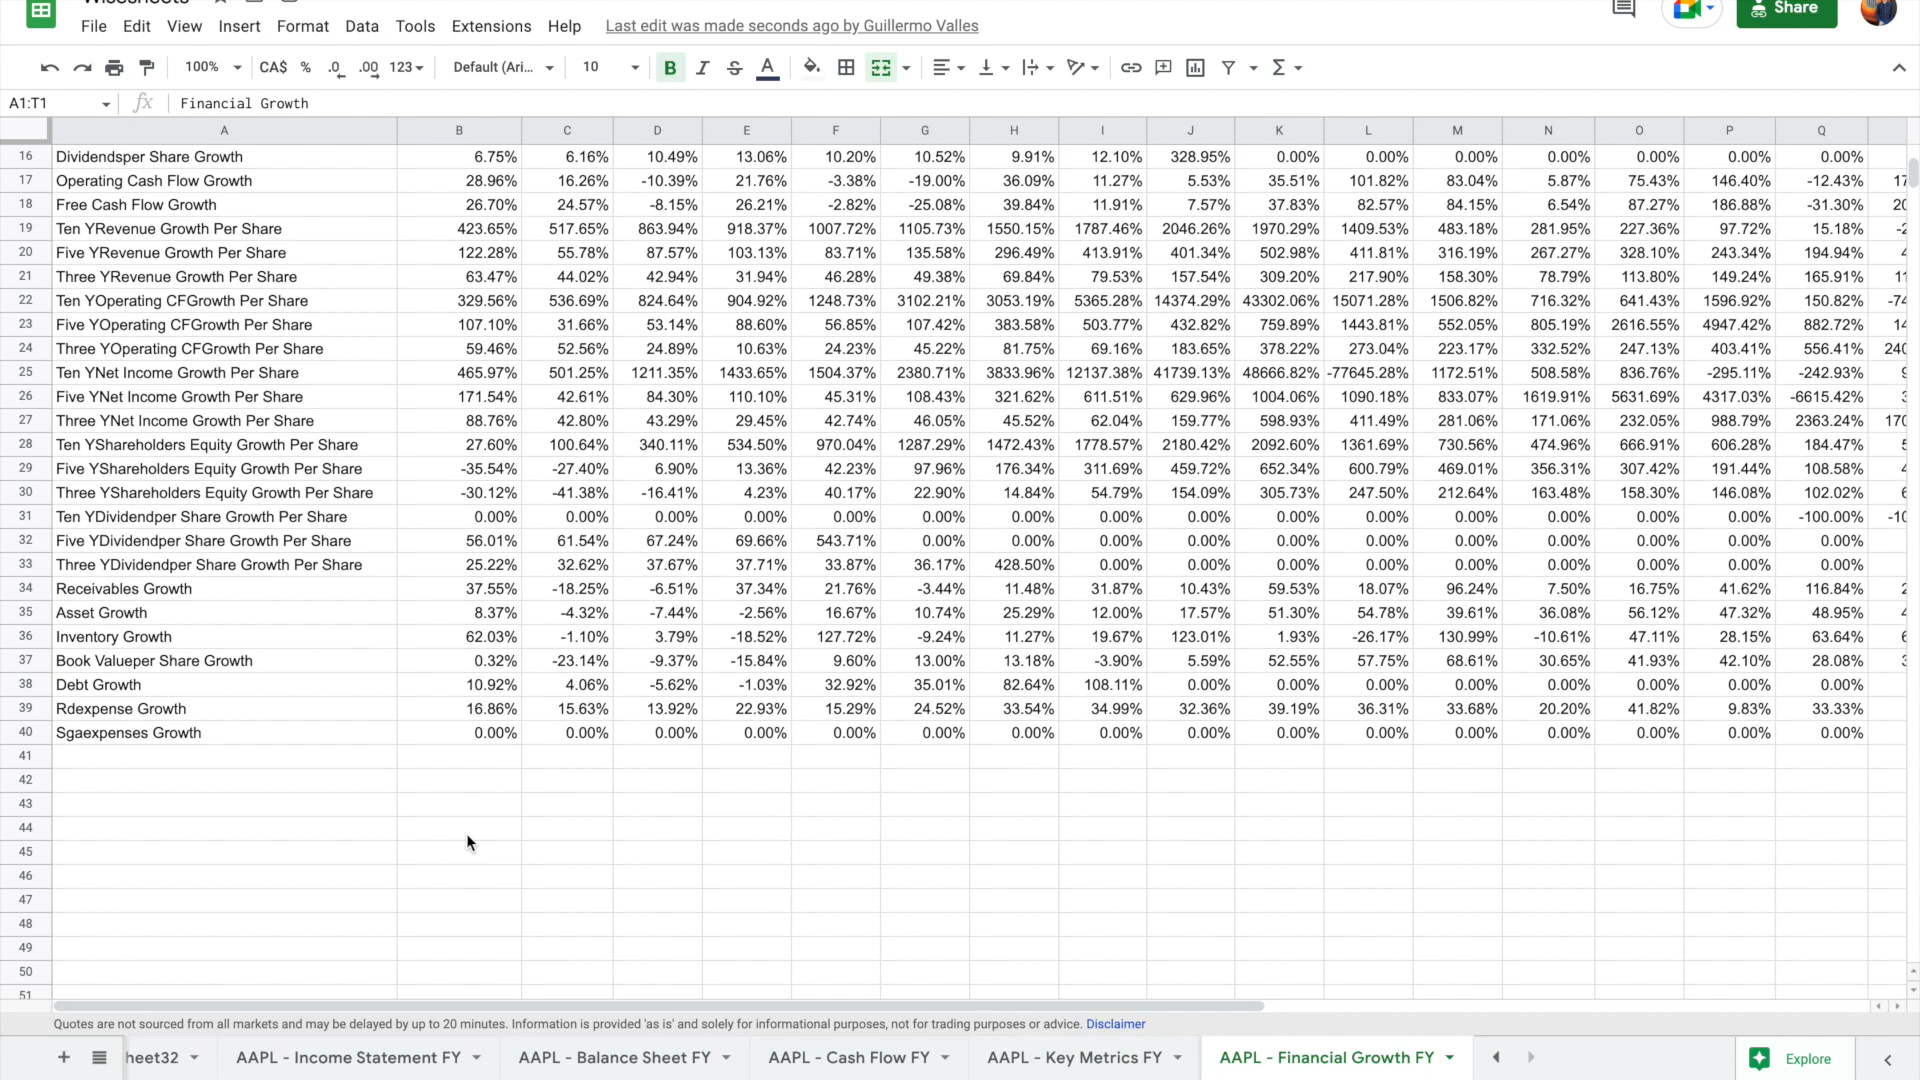 File Edit View Insert Format Data Tools Extensions Help Last edit was made seconds ago by Guillermo Valles Share
100% CA$ % .0 .00 123 Default (Ari... 10 B I S A Σ
A1:T1 fx Financial Growth
A B C D E F G H I J K L M N O P Q
16 Dividendsper Share Growth 6.75% 6.16% 10.49% 13.06% 10.20% 10.52% 9.91% 12.10% 328.95% 0.00% 0.00% 0.00% 0.00% 0.00% 0.00% 0.00%
17 Operating Cash Flow Growth 28.96% 16.26% -10.39% 21.76% -3.38% -19.00% 36.09% 11.27% 5.53% 35.51% 101.82% 83.04% 5.87% 75.43% 146.40% -12.43% 17
18 Free Cash Flow Growth 26.70% 24.57% -8.15% 26.21% -2.82% -25.08% 39.84% 11.91% 7.57% 37.83% 82.57% 84.15% 6.54% 87.27% 186.88% -31.30% 20
19 Ten YRevenue Growth Per Share 423.65% 517.65% 863.94% 918.37% 1007.72% 1105.73% 1550.15% 1787.46% 2046.26% 1970.29% 1409.53% 483.18% 281.95% 227.36% 97.72% 15.18% -2
20 Five YRevenue Growth Per Share 122.28% 55.78% 87.57% 103.13% 83.71% 135.58% 296.49% 413.91% 401.34% 502.98% 411.81% 316.19% 267.27% 328.10% 243.34% 194.94%
21 Three YRevenue Growth Per Share 63.47% 44.02% 42.94% 31.94% 46.28% 49.38% 69.84% 79.53% 157.54% 309.20% 217.90% 158.30% 78.79% 113.80% 149.24% 165.91% 11
22 Ten YOperating CFGrowth Per Share 329.56% 536.69% 824.64% 904.92% 1248.73% 3102.21% 3053.19% 5365.28% 14374.29% 43302.06% 15071.28% 1506.82% 716.32% 641.43% 1596.92% 150.82% -74
23 Five YOperating CFGrowth Per Share 107.10% 31.66% 53.14% 88.60% 56.85% 107.42% 383.58% 503.77% 432.82% 759.89% 1443.81% 552.05% 805.19% 2616.55% 4947.42% 882.72% 14
24 Three YOperating CFGrowth Per Share 59.46% 52.56% 24.89% 10.63% 24.23% 45.22% 81.75% 69.16% 183.65% 378.22% 273.04% 223.17% 332.52% 247.13% 403.41% 556.41% 240
25 Ten YNet Income Growth Per Share 465.97% 501.25% 1211.35% 1433.65% 1504.37% 2380.71% 3833.96% 12137.38% 41739.13% 48666.82% -77645.28% 1172.51% 508.58% 836.76% -295.11% -242.93% 9
26 Five YNet Income Growth Per Share 171.54% 42.61% 84.30% 110.10% 45.31% 108.43% 321.62% 611.51% 629.96% 1004.06% 1090.18% 833.07% 1619.91% 5631.69% 4317.03% -6615.42% 3
27 Three YNet Income Growth Per Share 88.76% 42.80% 43.29% 29.45% 42.74% 46.05% 45.52% 62.04% 159.77% 598.93% 411.49% 281.06% 171.06% 232.05% 988.79% 2363.24% 170
28 Ten YShareholders Equity Growth Per Share 27.60% 100.64% 340.11% 534.50% 970.04% 1287.29% 1472.43% 1778.57% 2180.42% 2092.60% 1361.69% 730.56% 474.96% 666.91% 606.28% 184.47% 5
29 Five YShareholders Equity Growth Per Share -35.54% -27.40% 6.90% 13.36% 42.23% 97.96% 176.34% 311.69% 459.72% 652.34% 600.79% 469.01% 356.31% 307.42% 191.44% 108.58%
30 Three YShareholders Equity Growth Per Share -30.12% -41.38% -16.41% 4.23% 40.17% 22.90% 14.84% 54.79% 154.09% 305.73% 247.50% 212.64% 163.48% 158.30% 146.08% 102.02% 6
31 Ten YDividendper Share Growth Per Share 0.00% 0.00% 0.00% 0.00% 0.00% 0.00% 0.00% 0.00% 0.00% 0.00% 0.00% 0.00% 0.00% 0.00% 0.00% -100.00% -10
32 Five YDividendper Share Growth Per Share 56.01% 61.54% 67.24% 69.66% 543.71% 0.00% 0.00% 0.00% 0.00% 0.00% 0.00% 0.00% 0.00% 0.00% 0.00% 0.00%
33 Three YDividendper Share Growth Per Share 25.22% 32.62% 37.67% 37.71% 33.87% 36.17% 428.50% 0.00% 0.00% 0.00% 0.00% 0.00% 0.00% 0.00% 0.00% 0.00%
34 Receivables Growth 37.55% -18.25% -6.51% 37.34% 21.76% -3.44% 11.48% 31.87% 10.43% 59.53% 18.07% 96.24% 7.50% 16.75% 41.62% 116.84% 2
35 Asset Growth 8.37% -4.32% -7.44% -2.56% 16.67% 10.74% 25.29% 12.00% 17.57% 51.30% 54.78% 39.61% 36.08% 56.12% 47.32% 48.95%
36 Inventory Growth 62.03% -1.10% 3.79% -18.52% 127.72% -9.24% 11.27% 19.67% 123.01% 1.93% -26.17% 130.99% -10.61% 47.11% 28.15% 63.64% 6
37 Book Valueper Share Growth 0.32% -23.14% -9.37% -15.84% 9.60% 13.00% 13.18% -3.90% 5.59% 52.55% 57.75% 68.61% 30.65% 41.93% 42.10% 28.08% 3
38 Debt Growth 10.92% 4.06% -5.62% -1.03% 32.92% 35.01% 82.64% 108.11% 0.00% 0.00% 0.00% 0.00% 0.00% 0.00% 0.00% 0.00%
39 Rdexpense Growth 16.86% 15.63% 13.92% 22.93% 15.29% 24.52% 33.54% 34.99% 32.36% 39.19% 36.31% 33.68% 20.20% 41.82% 9.83% 33.33%
40 Sgaexpenses Growth 0.00% 0.00% 0.00% 0.00% 0.00% 0.00% 0.00% 0.00% 0.00% 0.00% 0.00% 0.00% 0.00% 0.00% 0.00% 0.00%
41
42
43
44
45
46
47
48
49
50
51
Quotes are not sourced from all markets and may be delayed by up to 20 minutes. Information is provided 'as is' and solely for informational purposes, not for trading purposes or advice. Disclaimer
heet32 AAPL - Income Statement FY AAPL - Balance Sheet FY AAPL - Cash Flow FY AAPL - Key Metrics FY AAPL - Financial Growth FY Explore